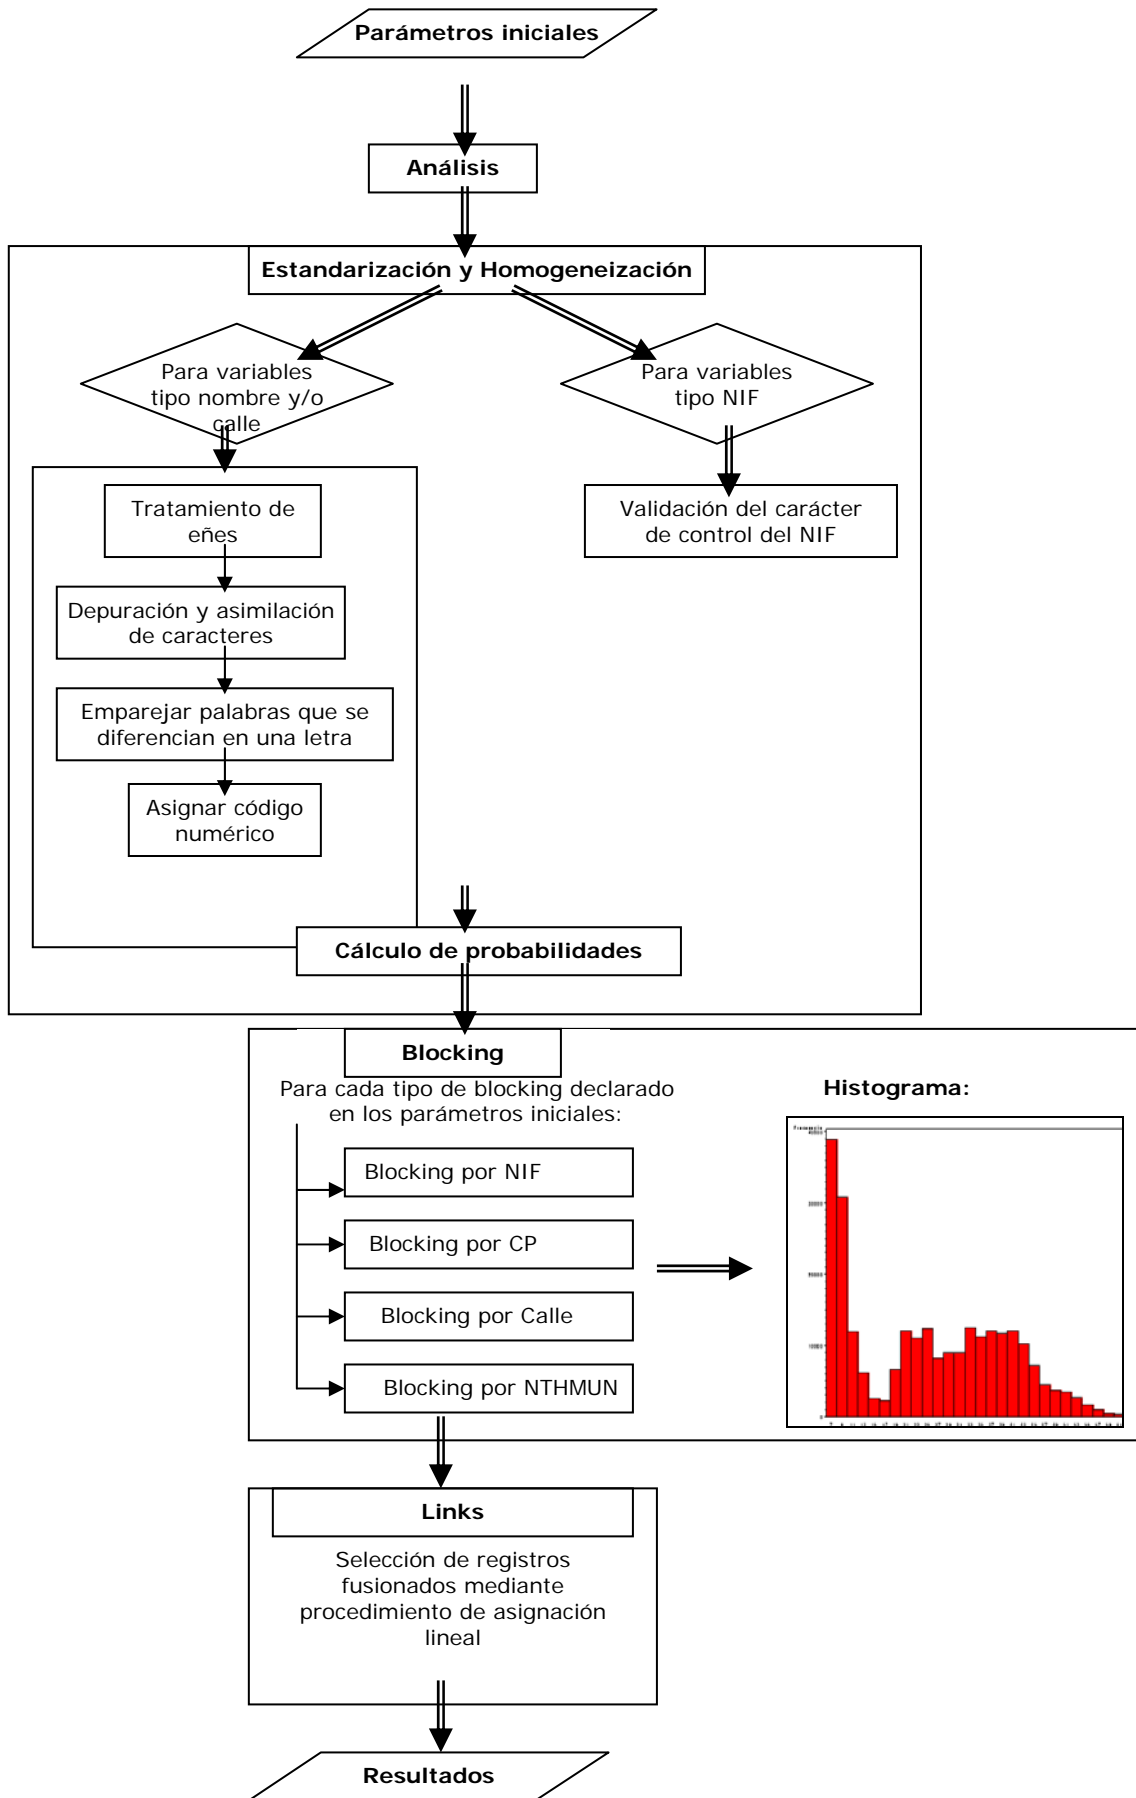 Parámetros iniciales
Análisis
Estandarización y Homogeneización
Para variables
tipo nombre y/o
calle
Para variables
tipo NIF
Tratamiento de
eñes
Validación del carácter
de control del NIF
Depuración y asimilación
de caracteres
Emparejar palabras que se
diferencian en una letra
Asignar código
numérico
Cálculo de probabilidades
Blocking
Para cada tipo de blocking declarado
en los parámetros iniciales:
Histograma:
Blocking por NIF
Blocking por CP
Blocking por Calle
Blocking por NTHMUN
Links
Selección de registros
fusionados mediante
procedimiento de asignación
lineal
Resultados